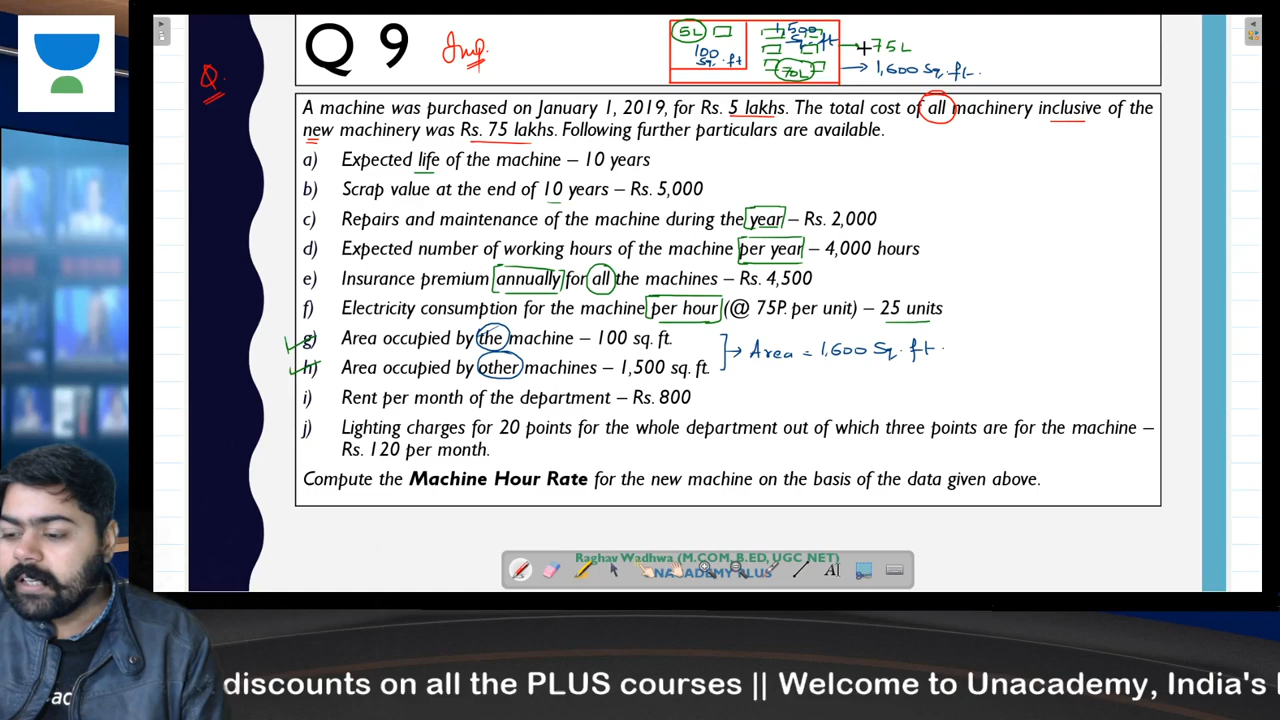 Q 9
Imp.
Q.
5L
100
Sq. ft
1,500
Sq. ft
70L
75L
1,600 Sq. ft.
A machine was purchased on January 1, 2019, for Rs. 5 lakhs. The total cost of all machinery inclusive of the
new machinery was Rs. 75 lakhs. Following further particulars are available.
a) Expected life of the machine – 10 years
b) Scrap value at the end of 10 years – Rs. 5,000
c) Repairs and maintenance of the machine during the year – Rs. 2,000
d) Expected number of working hours of the machine per year – 4,000 hours
e) Insurance premium annually for all the machines – Rs. 4,500
f) Electricity consumption for the machine per hour (@ 75P. per unit) – 25 units
g) Area occupied by the machine – 100 sq. ft.
h) Area occupied by other machines – 1,500 sq. ft.
Area = 1,600 Sq. ft.
i) Rent per month of the department – Rs. 800
j) Lighting charges for 20 points for the whole department out of which three points are for the machine –
Rs. 120 per month.
Compute the Machine Hour Rate for the new machine on the basis of the data given above.
Raghav Wadhwa (M.COM, B.ED, UGC NET)
discounts on all the PLUS courses || Welcome to Unacademy, India's